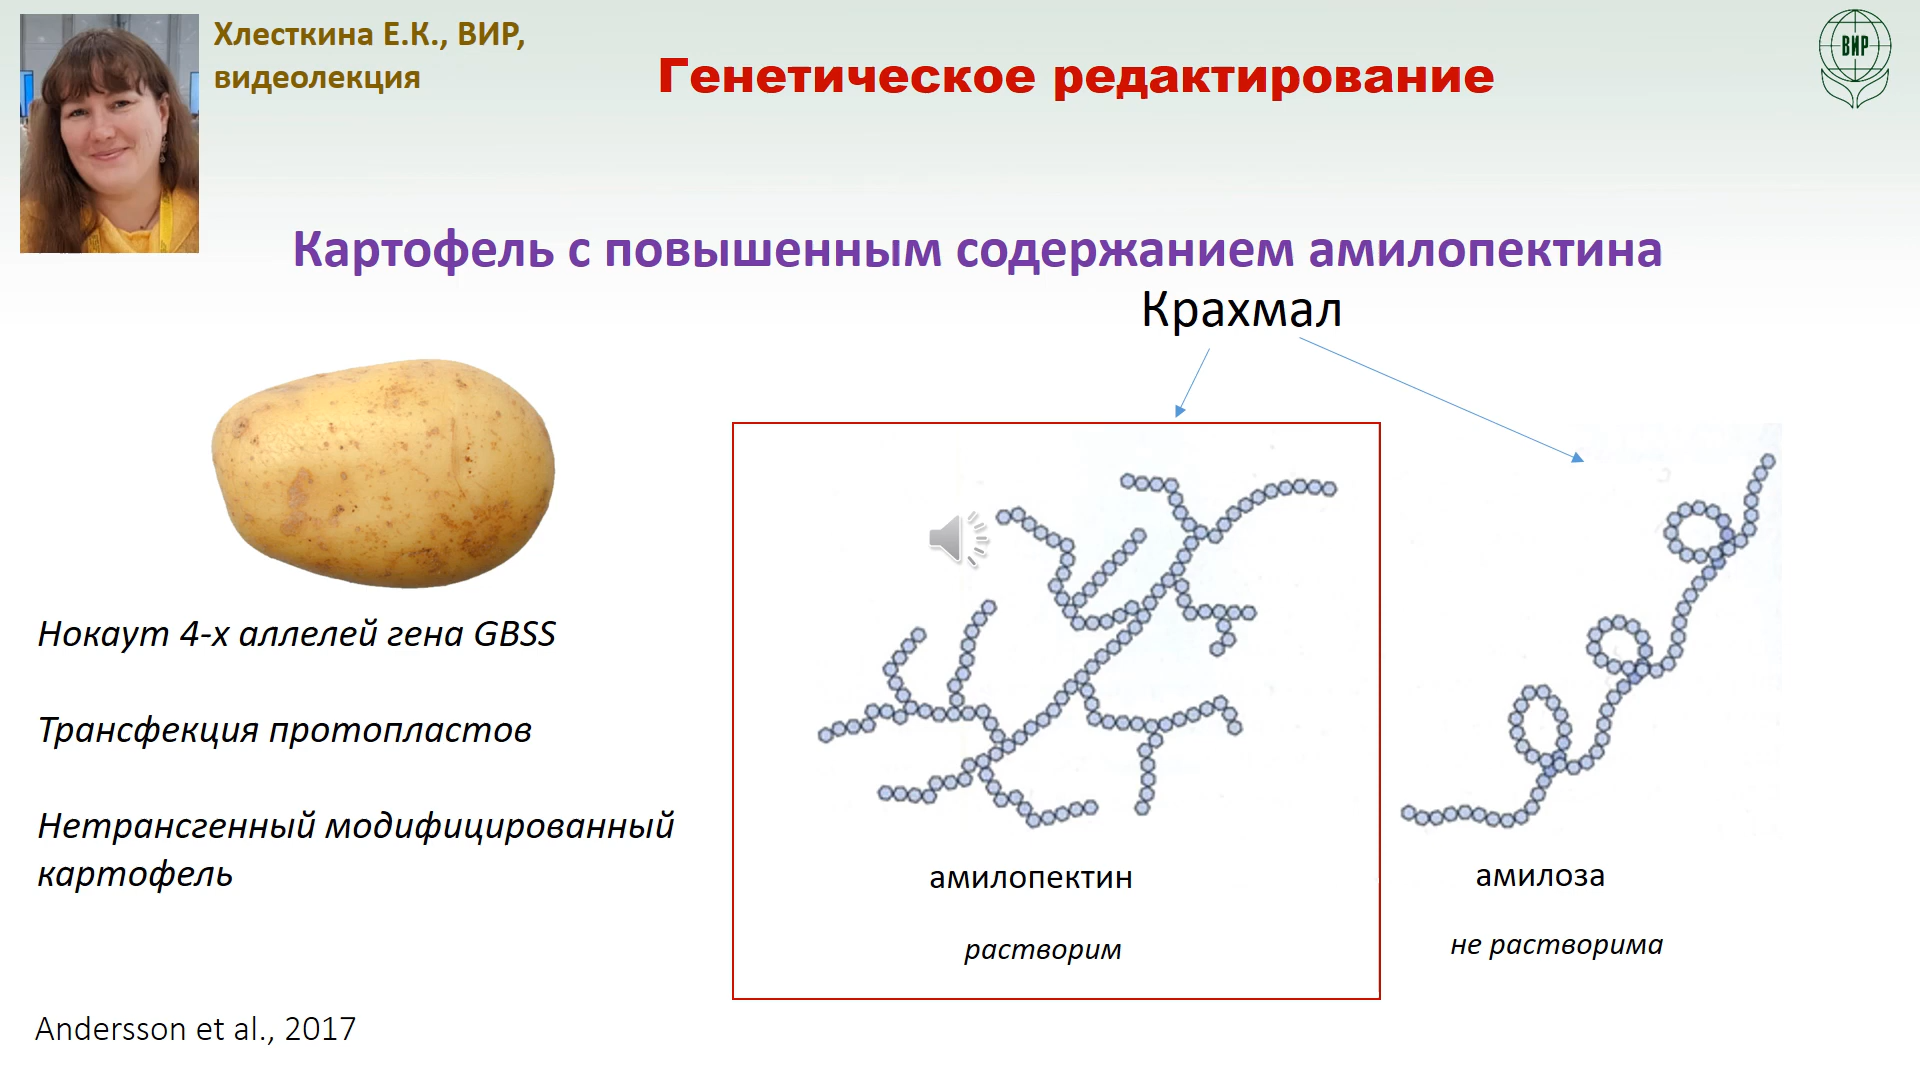 Хлесткина Е.К., ВИР,
видеолекция
Генетическое редактирование
ВИР
Картофель с повышенным содержанием амилопектина
Крахмал
Нокаут 4-х аллелей гена GBSS
Трансфекция протопластов
Нетрансгенный модифицированный
картофель
амилопектин
растворим
амилоза
не растворима
Andersson et al., 2017